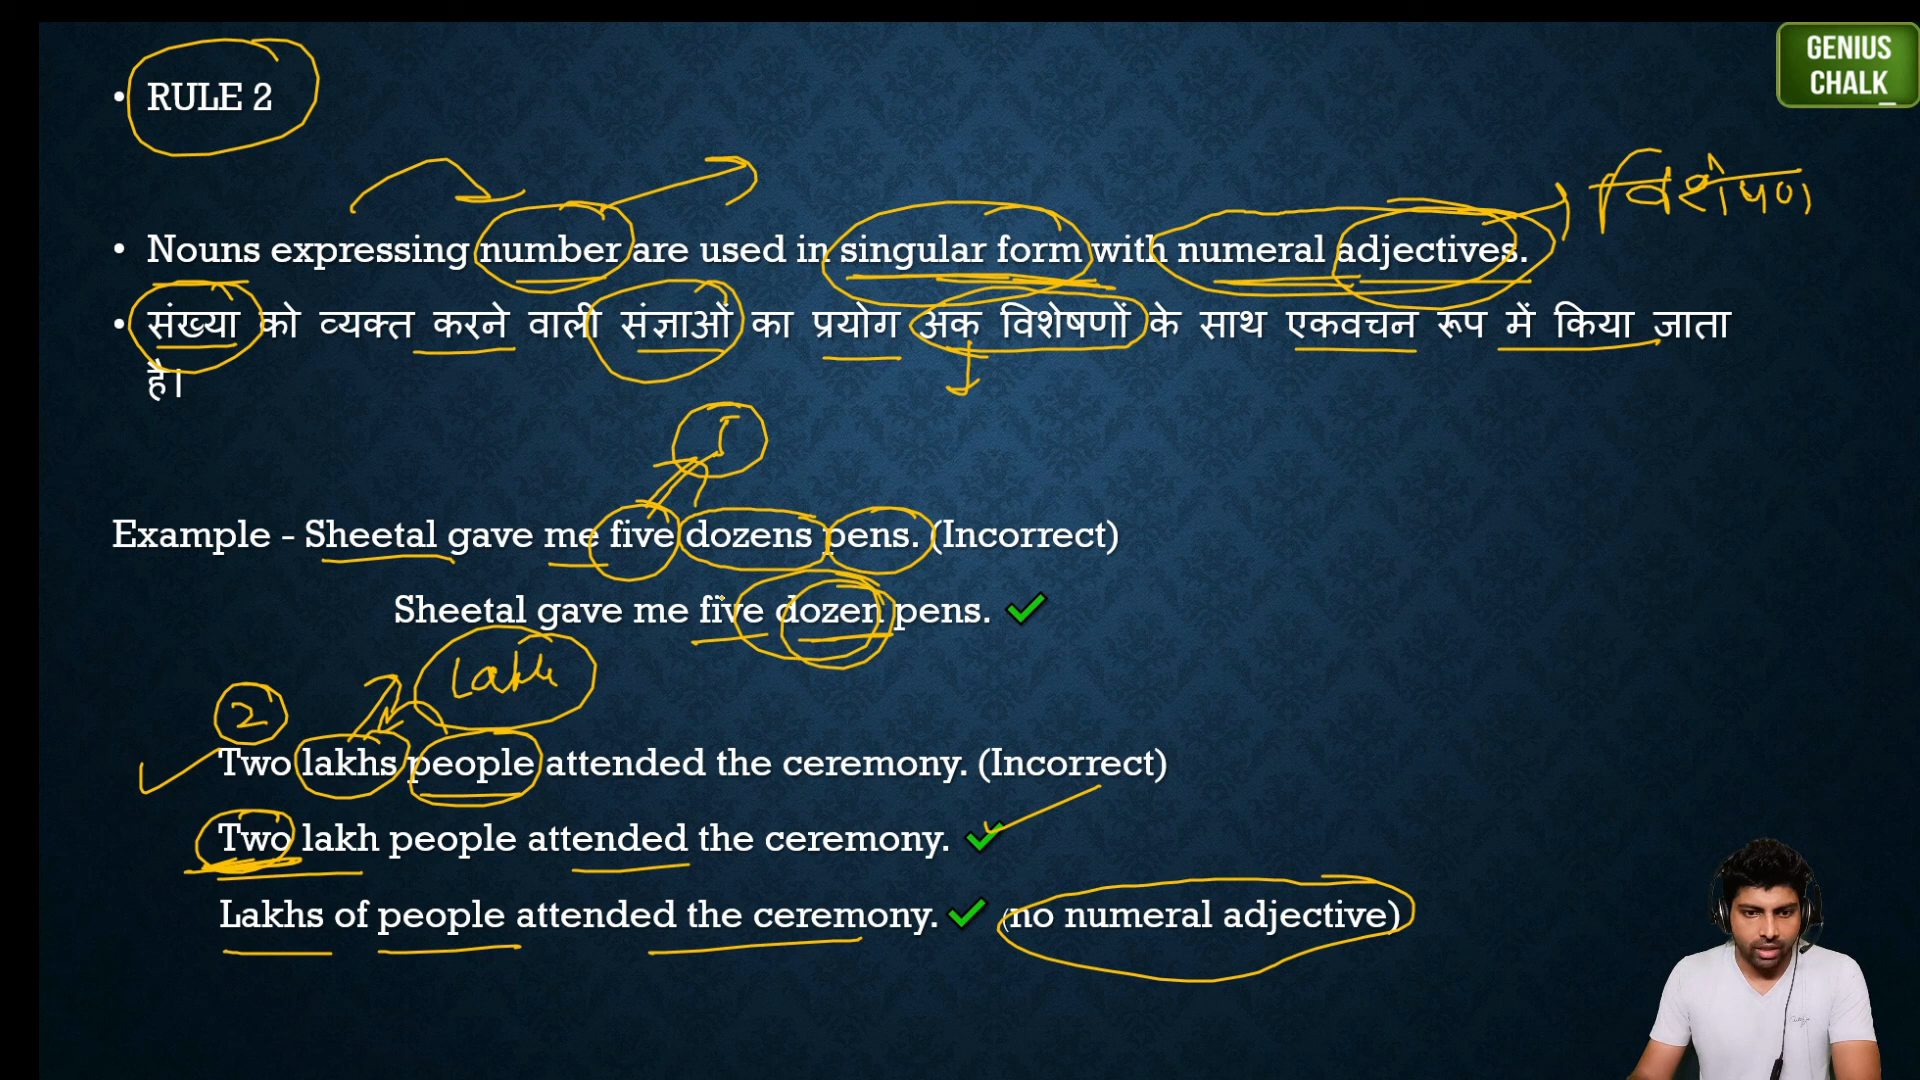 GENIUS
CHALK
• RULE 2
विशेषण
• Nouns expressing number are used in singular form with numeral adjectives.
• संख्या को व्यक्त करने वाली संज्ञाओं का प्रयोग अंक विशेषणों के साथ एकवचन रूप में किया जाता
है।
Example - Sheetal gave me five dozens pens. (Incorrect)
Sheetal gave me five dozen pens.
Lakh
2
Two lakhs people attended the ceremony. (Incorrect)
Two lakh people attended the ceremony.
Lakhs of people attended the ceremony. (no numeral adjective)